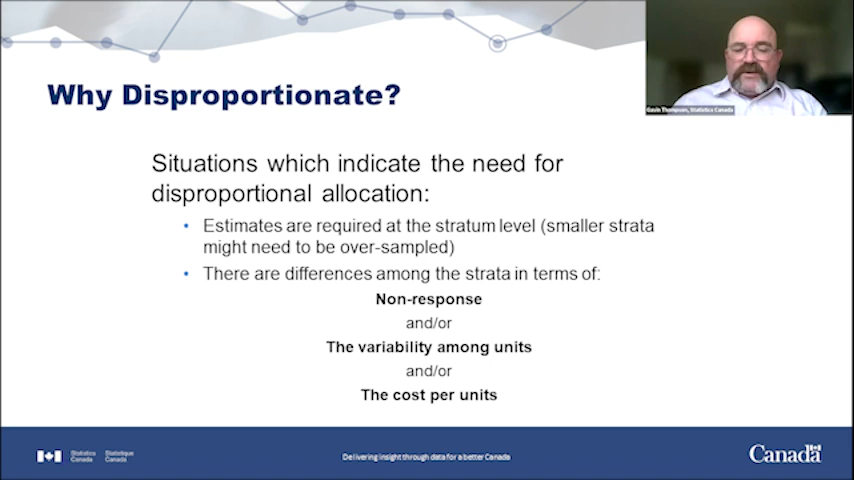 Why Disproportionate?
Gavin Thompson, Statistics Canada
Situations which indicate the need for
disproportional allocation:
• Estimates are required at the stratum level (smaller strata
might need to be over-sampled)
• There are differences among the strata in terms of:
Non-response
and/or
The variability among units
and/or
The cost per units
Statistics
Canada
Statistique
Canada
Delivering insight through data for a better Canada
Canada